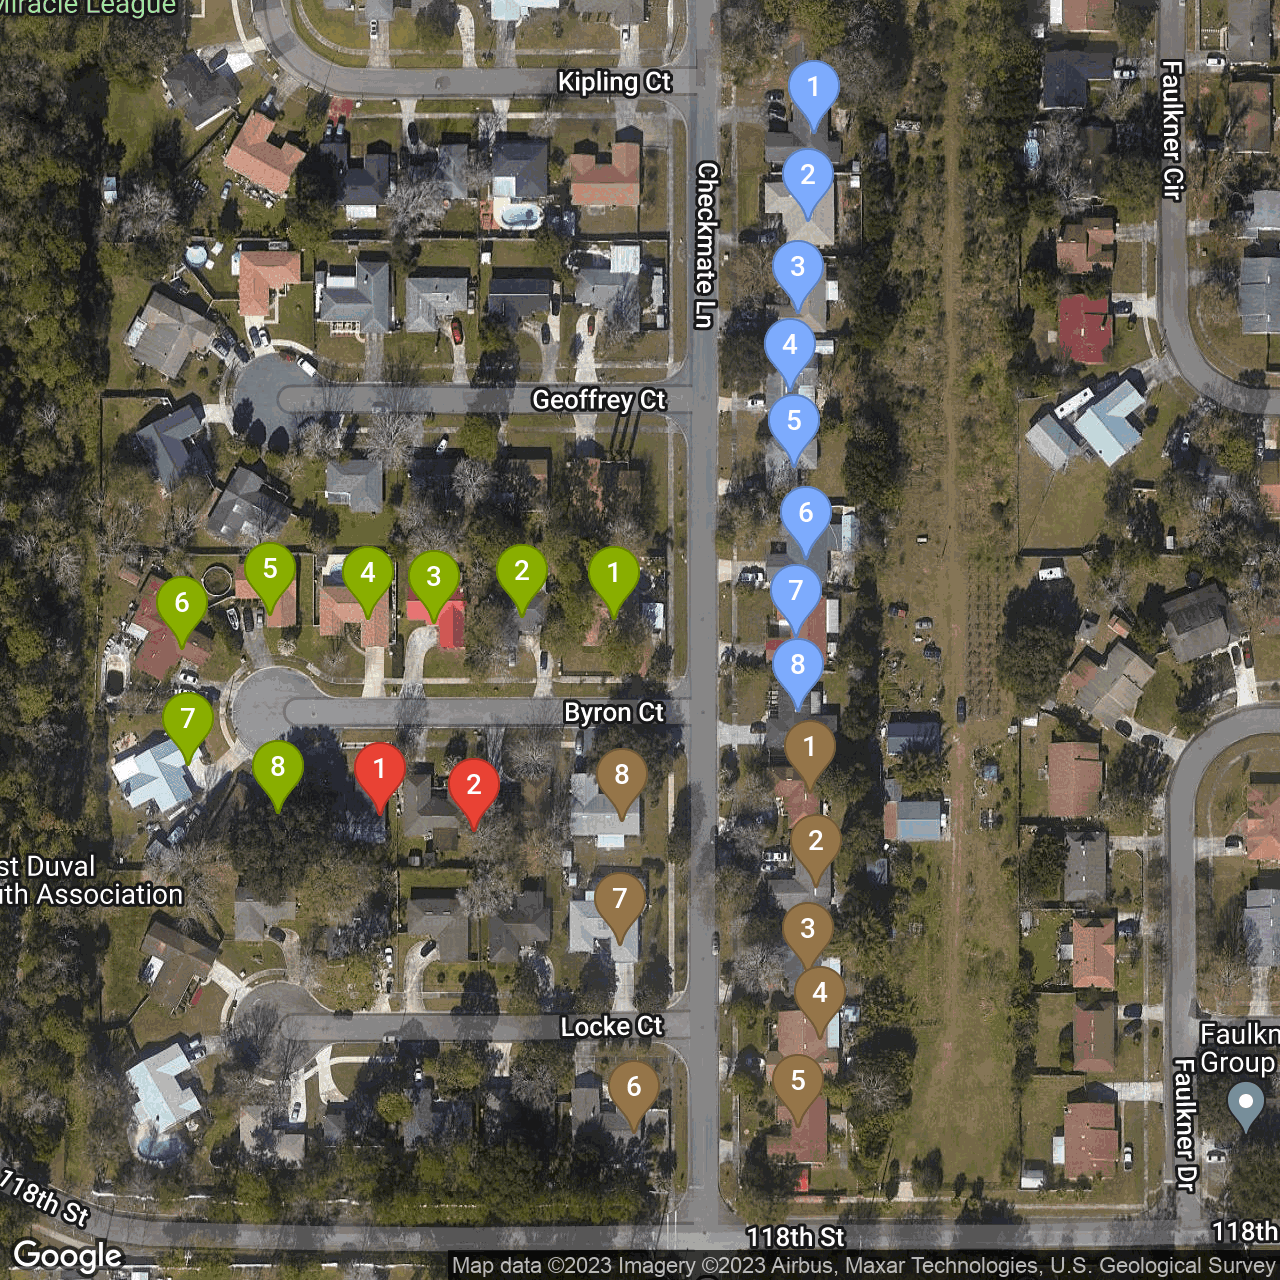 Miracle League
Kipling Ct
Faulkner Cir
1
Checkmate Ln
2
3
4
Geoffrey Ct
5
6
5
4
3
2
1
7
6
8
Byron Ct
7
8
1
2
8
1
2
st Duval
uth Association
7
3
4
Locke Ct
Faulkn
Group
5
6
Faulkner Dr
118th St
118th St
118th
Google
Map data ©2023 Imagery ©2023 Airbus, Maxar Technologies, U.S. Geological Survey